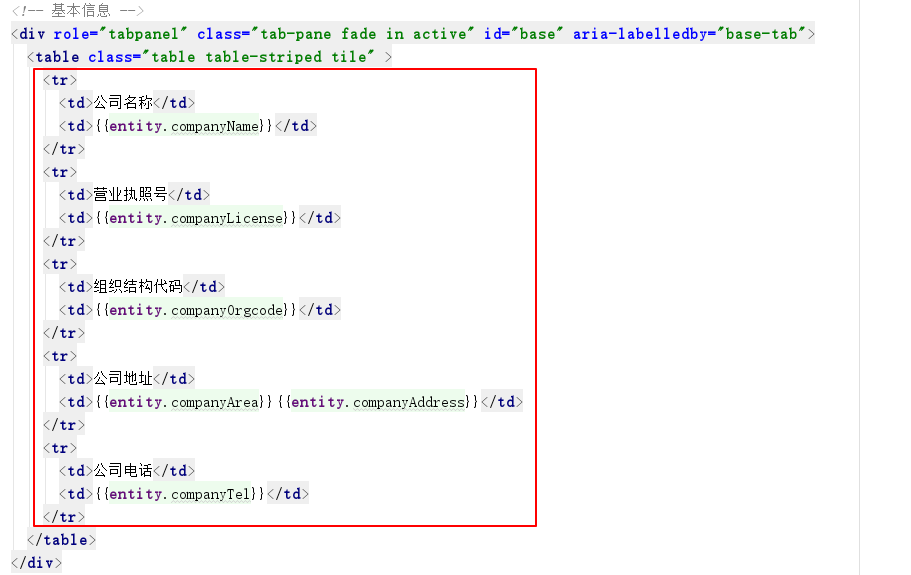 <!-- 基本信息 -->
<div role="tabpanel" class="tab-pane fade in active" id="base" aria-labelledby="base-tab">
<table class="table table-striped tile" >
<tr>
<td>公司名称</td>
<td>{{entity.companyName}}</td>
</tr>
<tr>
<td>营业执照号</td>
<td>{{entity.companyLicense}}</td>
</tr>
<tr>
<td>组织结构代码</td>
<td>{{entity.companyOrgcode}}</td>
</tr>
<tr>
<td>公司地址</td>
<td>{{entity.companyArea}}{{entity.companyAddress}}</td>
</tr>
<tr>
<td>公司电话</td>
<td>{{entity.companyTel}}</td>
</tr>
</table>
</div>